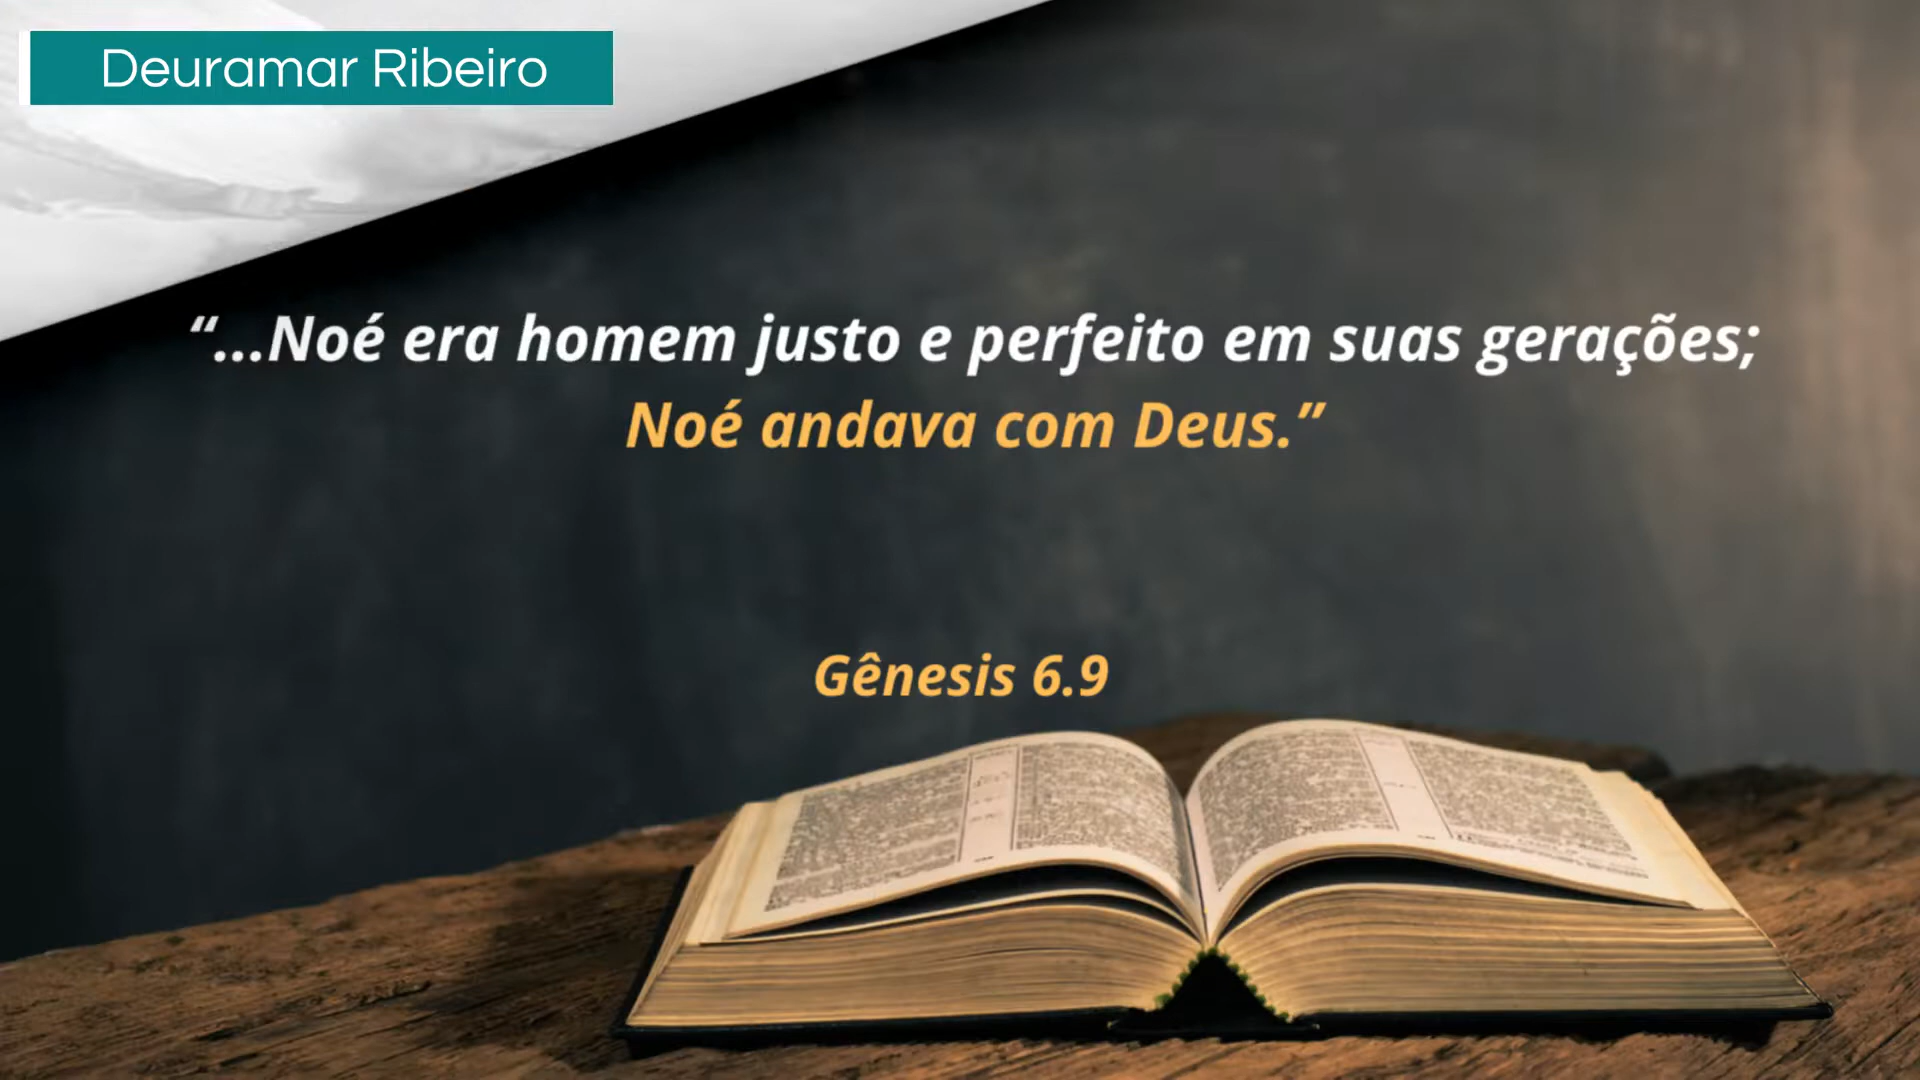 Deuramar Ribeiro
“...Noé era homem justo e perfeito em suas gerações;
Noé andava com Deus.”
Gênesis 6.9